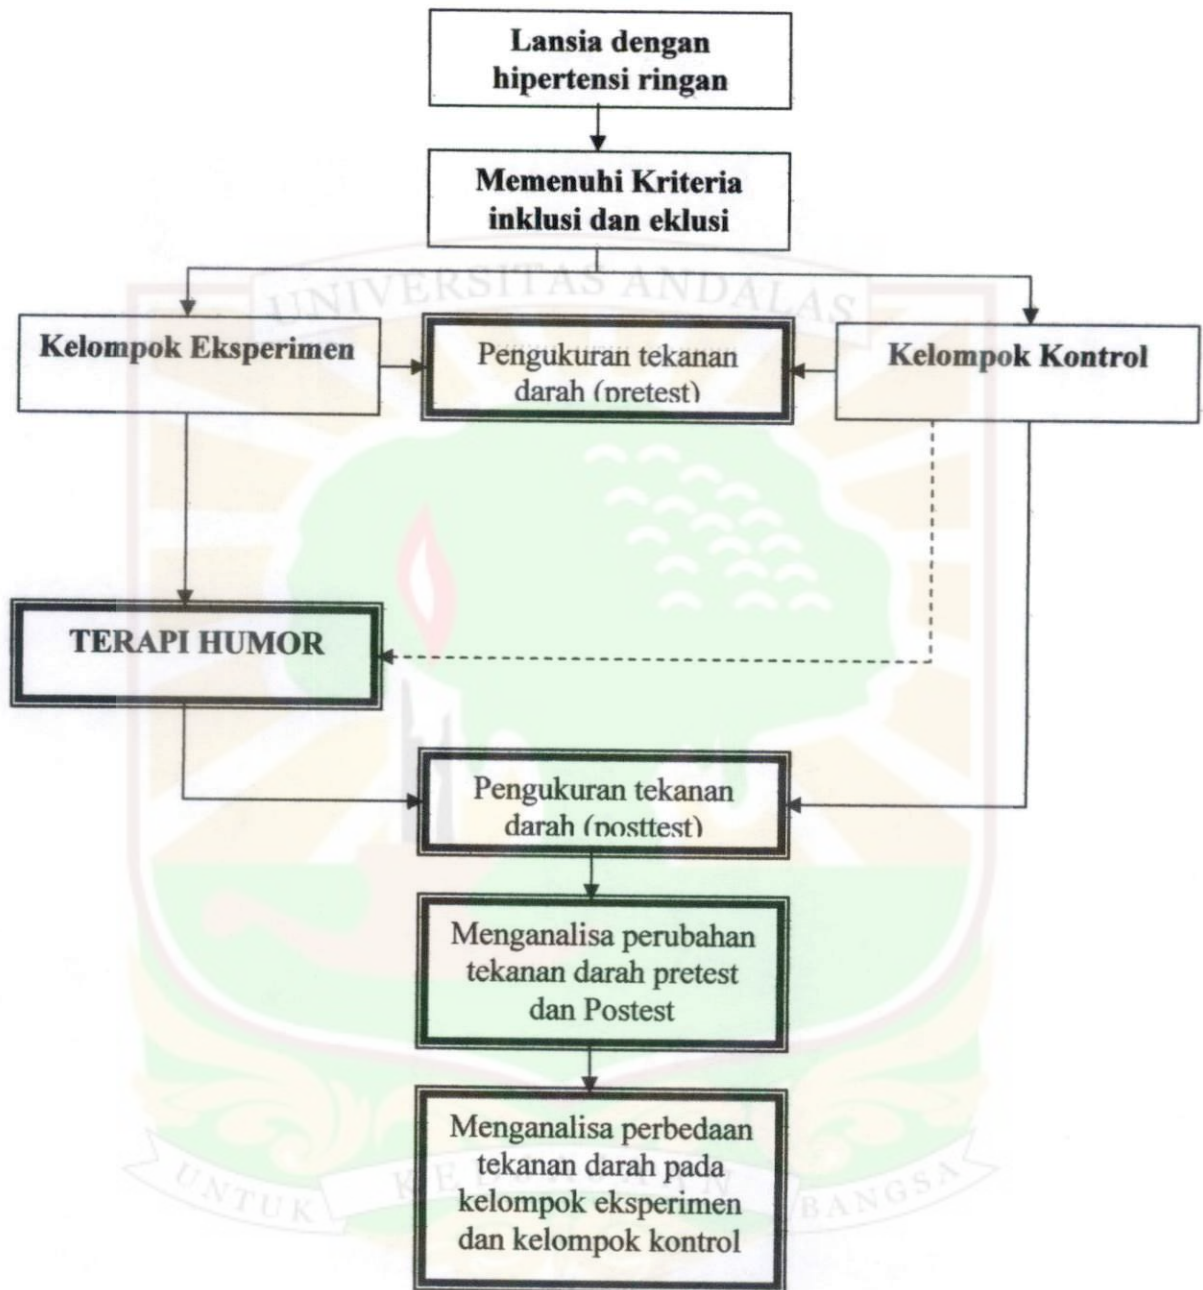 Lansia dengan
hipertensi ringan
Memenuhi Kriteria
inklusi dan eklusi
UNIVERSITAS ANDALAS
Kelompok Eksperimen
Pengukuran tekanan
darah (pretest)
Kelompok Kontrol
TERAPI HUMOR
Pengukuran tekanan
darah (posttest)
Menganalisa perubahan
tekanan darah pretest
dan Postest
Menganalisa perbedaan
tekanan darah pada
kelompok eksperimen
dan kelompok kontrol
UNTUK
BANGSA